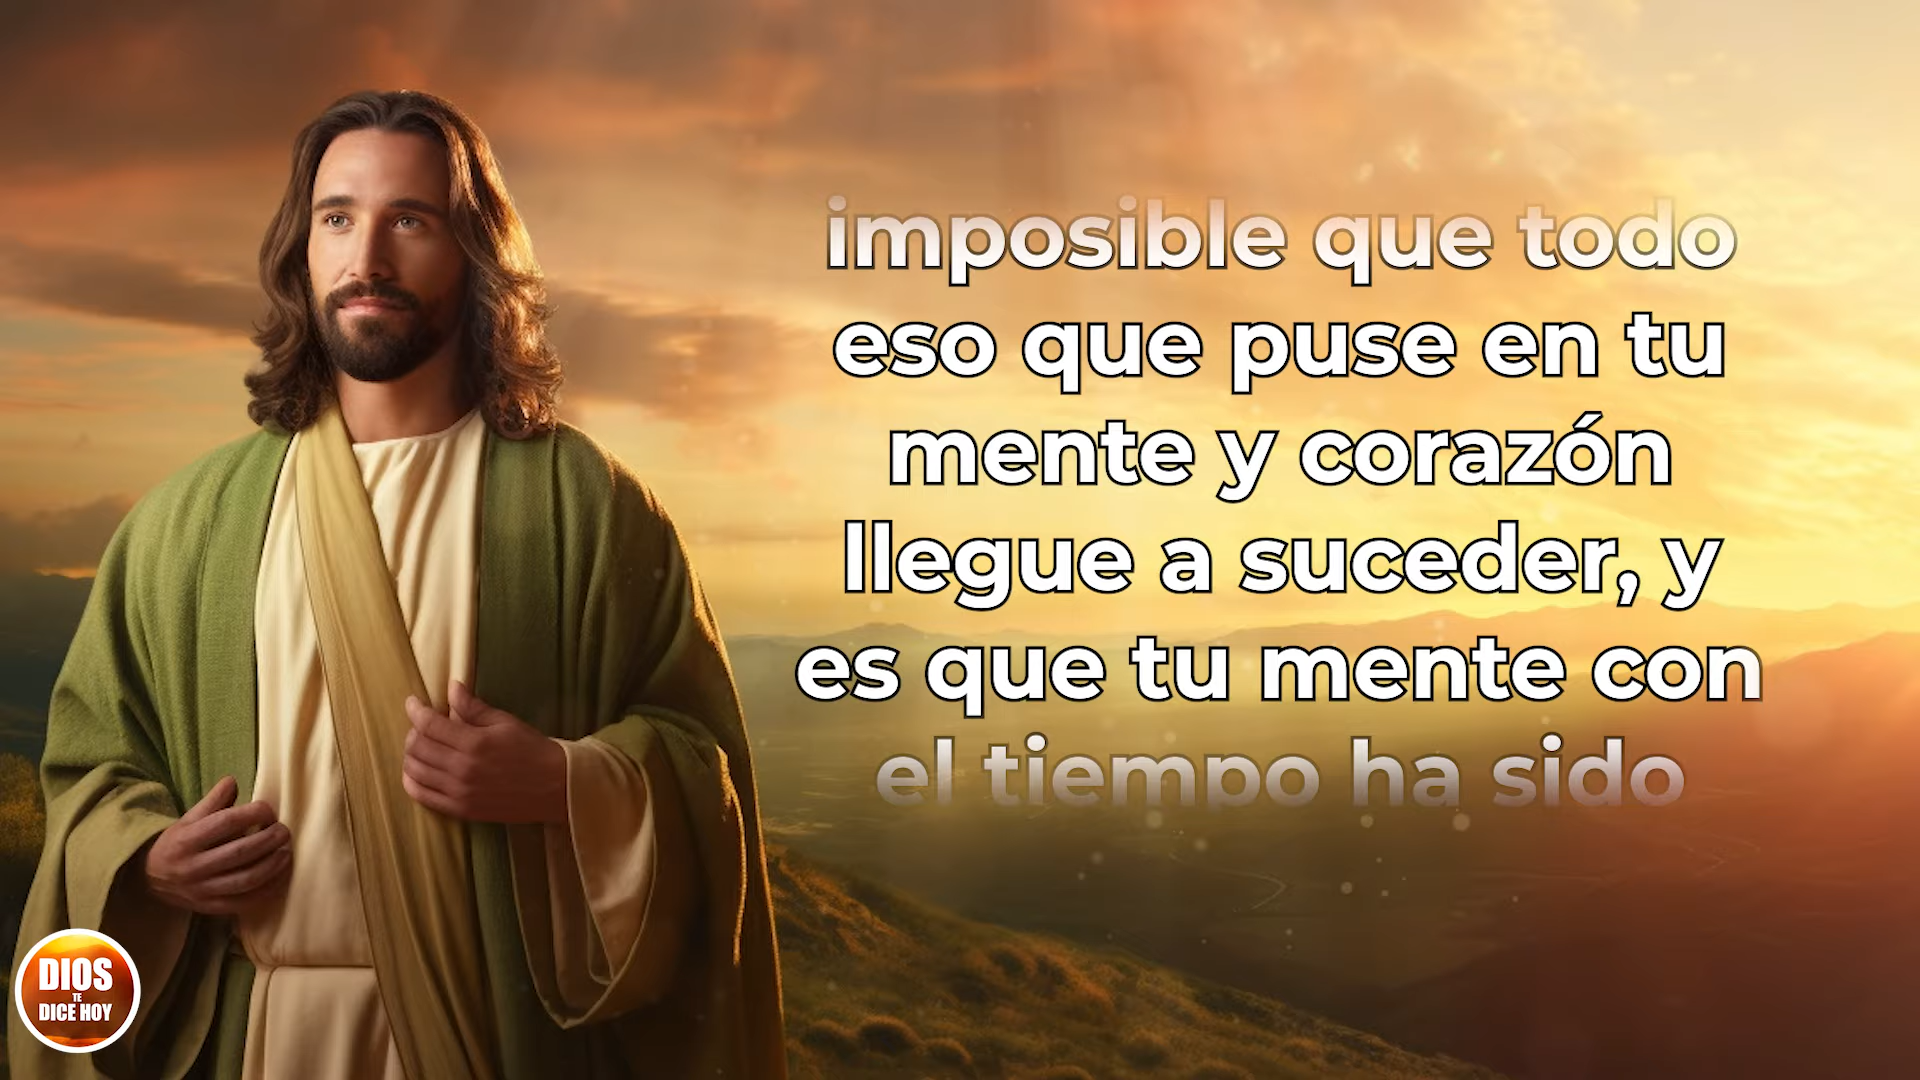 imposible que todo
eso que puse en tu
mente y corazón
llegue a suceder, y
es que tu mente con
el tiempo ha sido
DIOS
TE
DICE HOY